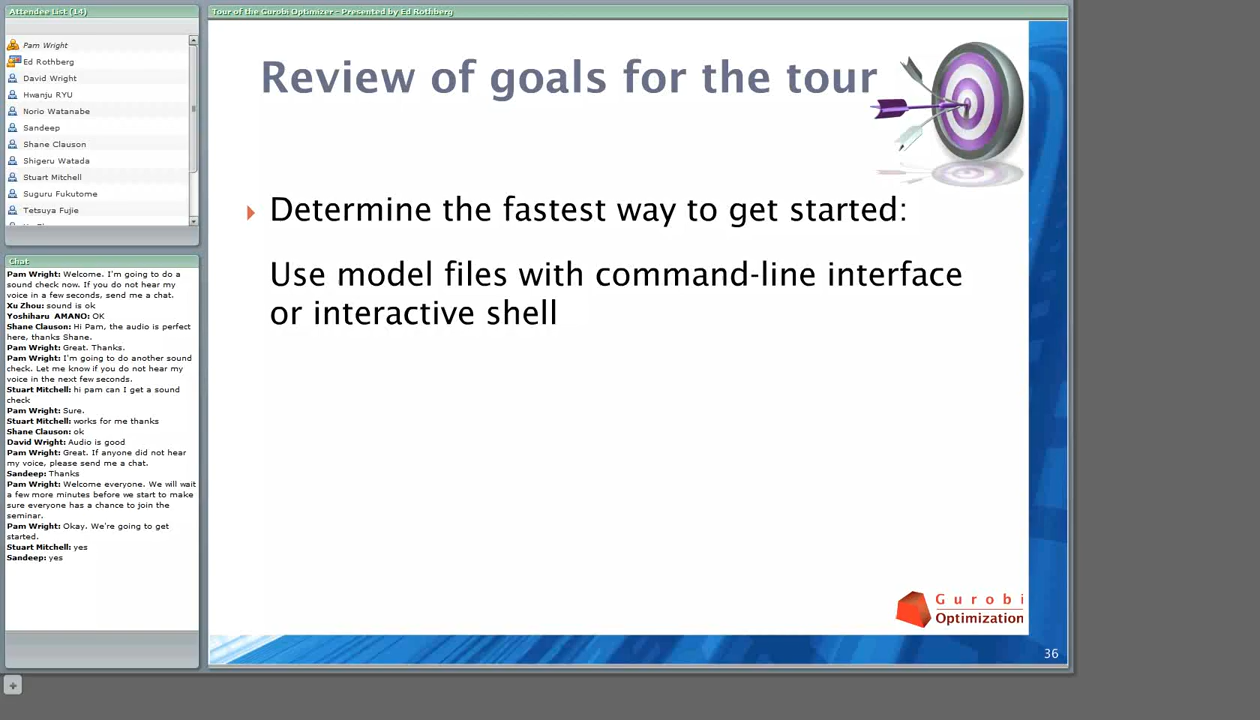 Attendee List (14)
Pam Wright
Ed Rothberg
David Wright
Hwanju RYU
Norio Watanabe
Sandeep
Shane Clauson
Shigeru Watada
Stuart Mitchell
Suguru Fukutome
Tetsuya Fujie
Chat
Pam Wright: Welcome. I'm going to do a
sound check now. If you do not hear my
voice in a few seconds, send me a chat.
Xu Zhou: sound is ok
Yoshiharu AMANO: OK
Shane Clauson: Hi Pam, the audio is perfect
here, thanks Shane.
Pam Wright: Great. Thanks.
Pam Wright: I'm going to do another sound
check. Let me know if you do not hear my
voice in the next few seconds.
Stuart Mitchell: hi pam can I get a sound
check
Pam Wright: Sure.
Stuart Mitchell: works for me thanks
Shane Clauson: ok
David Wright: Audio is good
Pam Wright: Great. If anyone did not hear
my voice, please send me a chat.
Sandeep: Thanks
Pam Wright: Welcome everyone. We will wait
a few more minutes before we start to make
sure everyone has a chance to join the
seminar.
Pam Wright: Okay. We're going to get
started.
Stuart Mitchell: yes
Sandeep: yes
Tour of the Gurobi Optimizer - Presented by Ed Rothberg
Review of goals for the tour
Determine the fastest way to get started:
Use model files with command-line interface
or interactive shell
Gurobi
Optimization
36